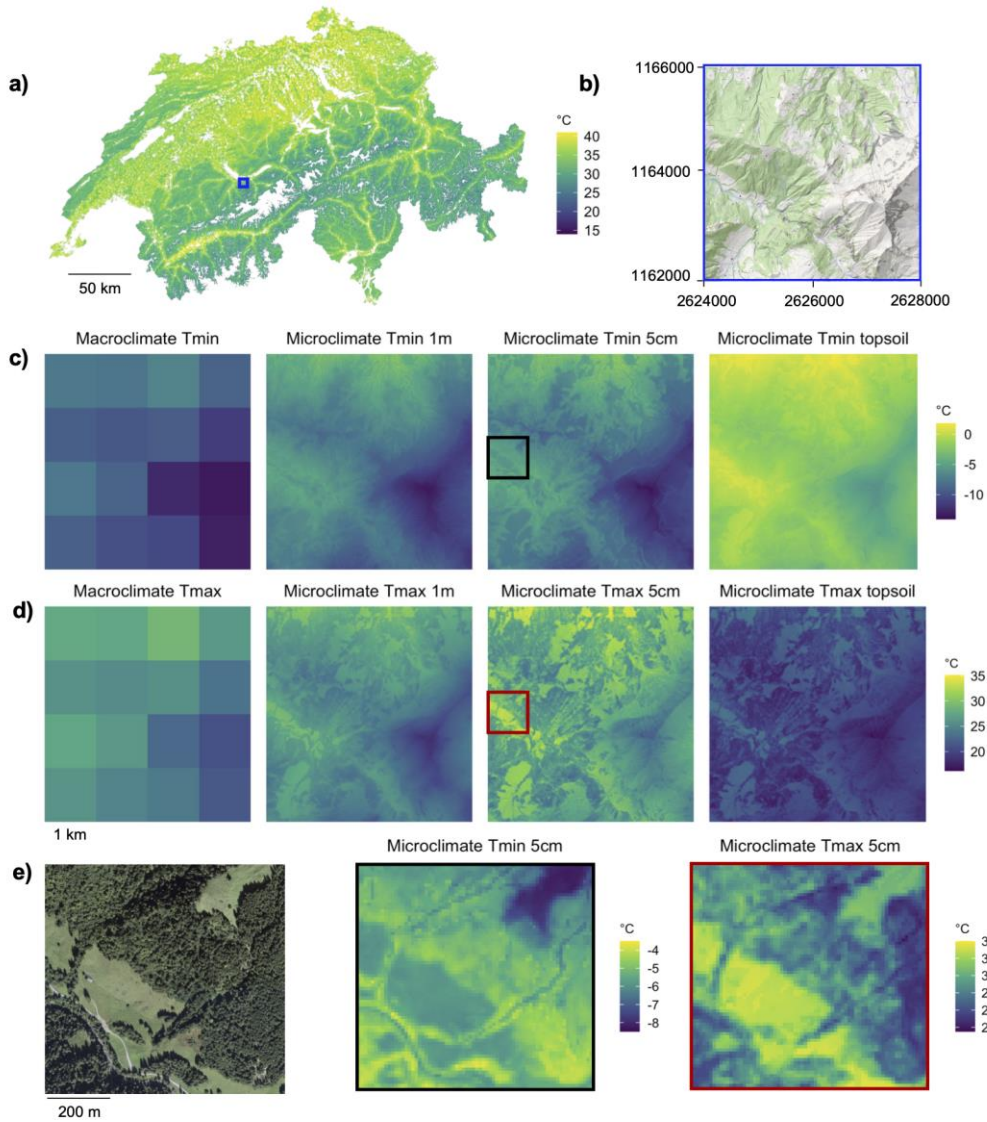 a)
°C
40
35
30
25
20
15
50 km
b)
1166000
1164000
1162000
2624000 2626000 2628000
c)
Macroclimate Tmin
Microclimate Tmin 1m
Microclimate Tmin 5cm
Microclimate Tmin topsoil
°C
0
-5
-10
d)
Macroclimate Tmax
Microclimate Tmax 1m
Microclimate Tmax 5cm
Microclimate Tmax topsoil
°C
35
30
25
20
1 km
e)
200 m
Microclimate Tmin 5cm
°C
-4
-5
-6
-7
-8
Microclimate Tmax 5cm
°C